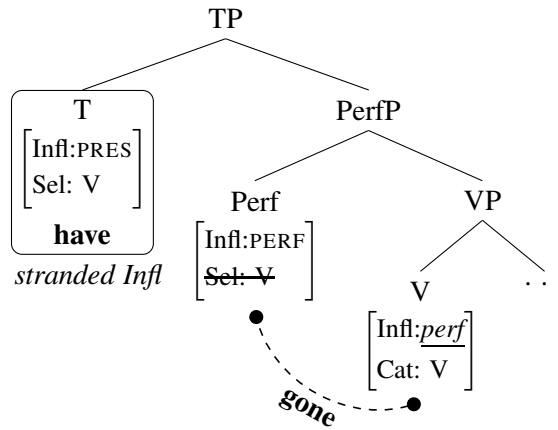 TP
T
PerfP
Infl:PRES
Sel: V
have
stranded Infl
Perf
VP
Infl:PERF
Sel: V
V
. .
Infl:perf
Cat: V
gone